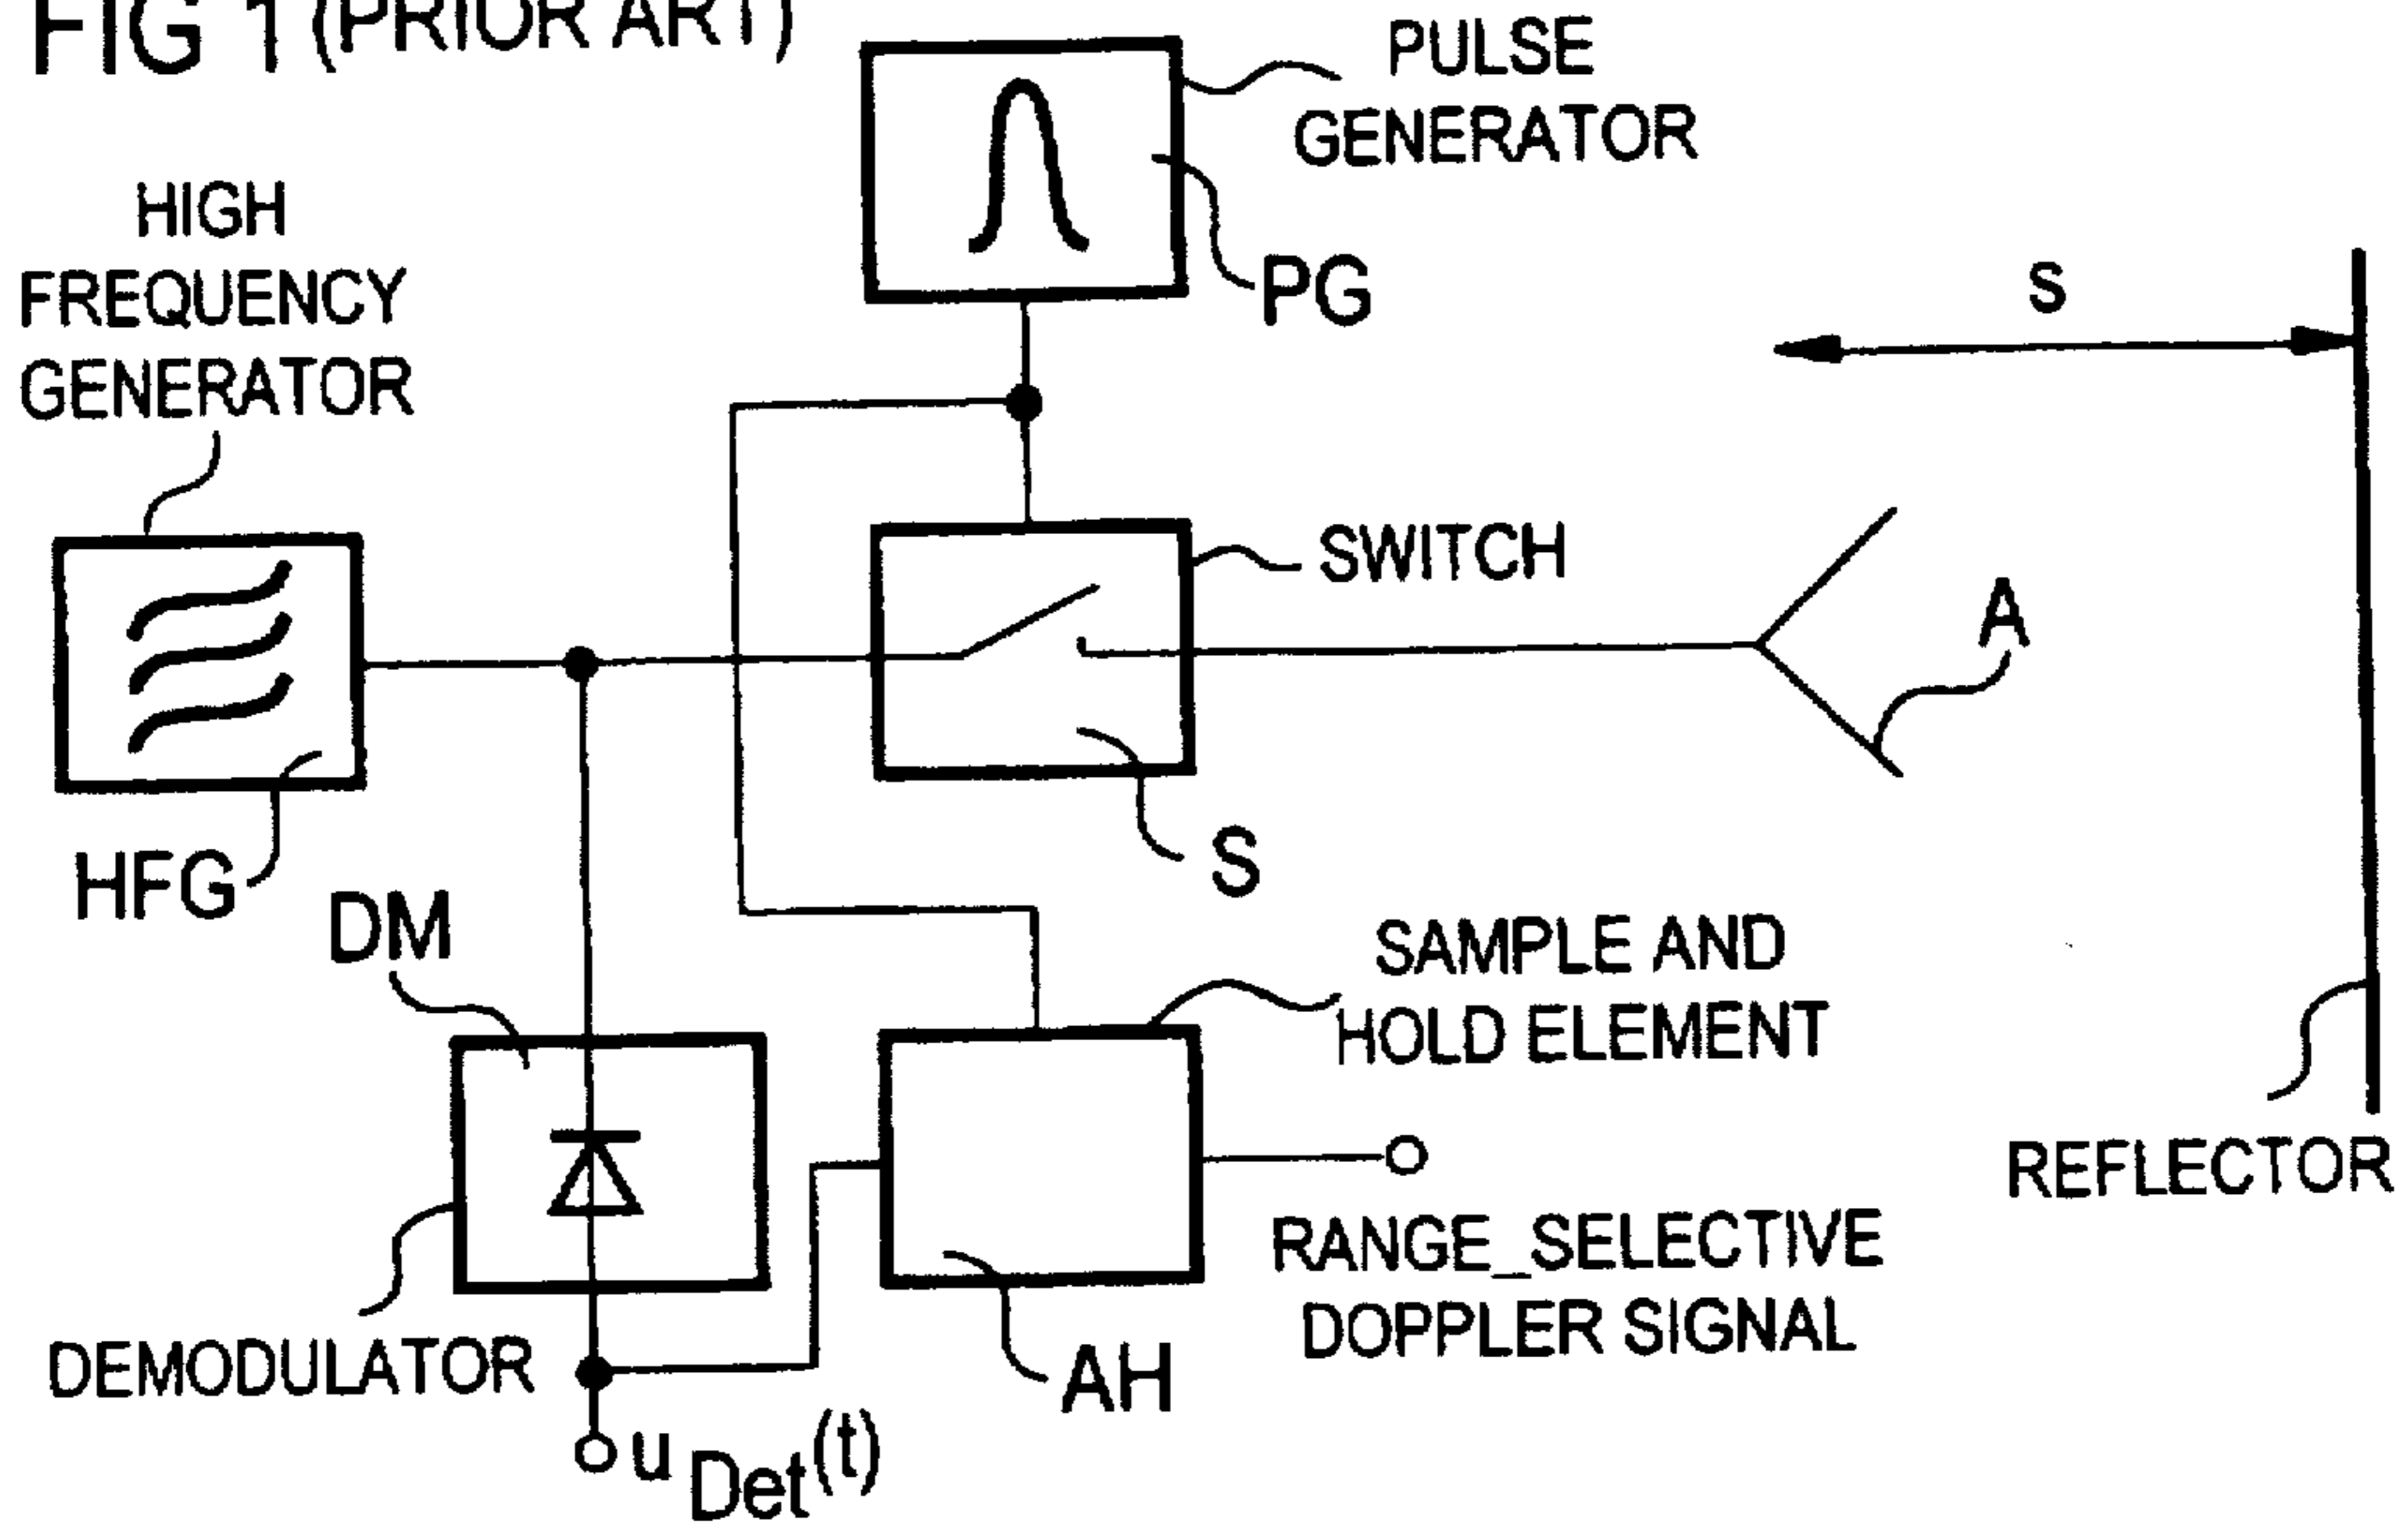 FIG 1 (PRIOR ART)
PULSE
GENERATOR
PG
HIGH
FREQUENCY
GENERATOR
HFG
S
SWITCH
S
A
DM
DEMODULATOR
SAMPLE AND
HOLD ELEMENT
AH
REFLECTOR
RANGE_SELECTIVE
DOPPLER SIGNAL
u Det (t)